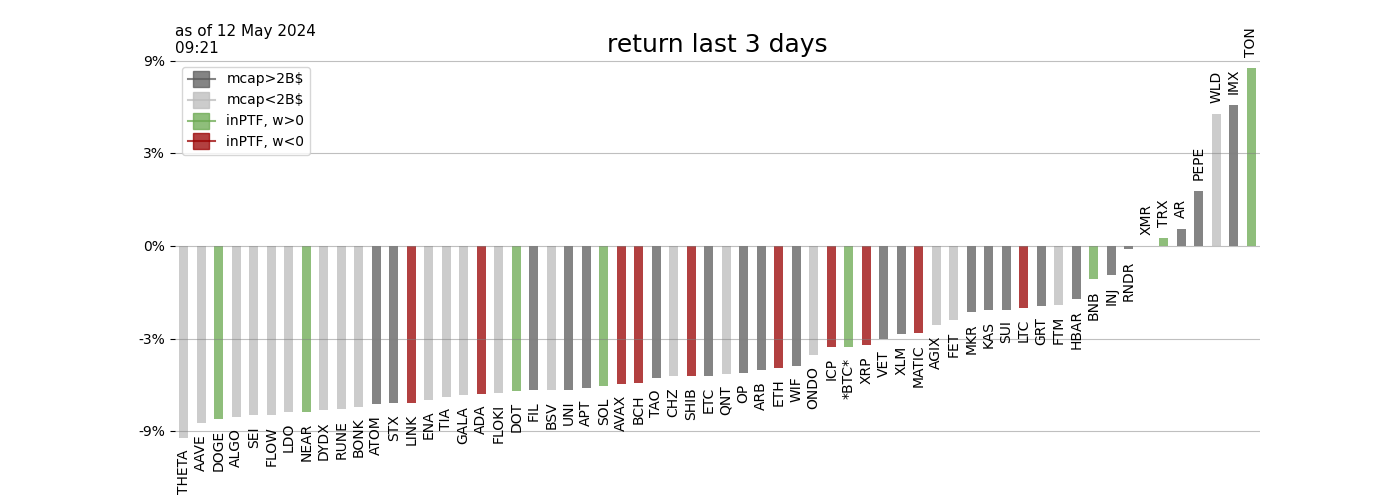 as of 12 May 2024
09:21
return last 3 days
9%
3%
0%
-3%
-9%
mcap>2B$
mcap<2B$
inPTF, w>0
inPTF, w<0
THETA
AAVE
DOGE
ALGO
SEI
FLOW
LDO
NEAR
DYDX
RUNE
BONK
ATOM
STX
LINK
ENA
TIA
GALA
ADA
FLOKI
DOT
FIL
BSV
UNI
APT
SOL
AVAX
BCH
TAO
CHZ
SHIB
ETC
QNT
OP
ARB
ETH
WIF
ONDO
ICP
*BTC*
XRP
VET
XLM
MATIC
AGIX
FET
MKR
KAS
SUI
LTC
GRT
FTM
HBAR
BNB
INJ
RNDR
XMR
TRX
AR
PEPE
WLD
IMX
TON